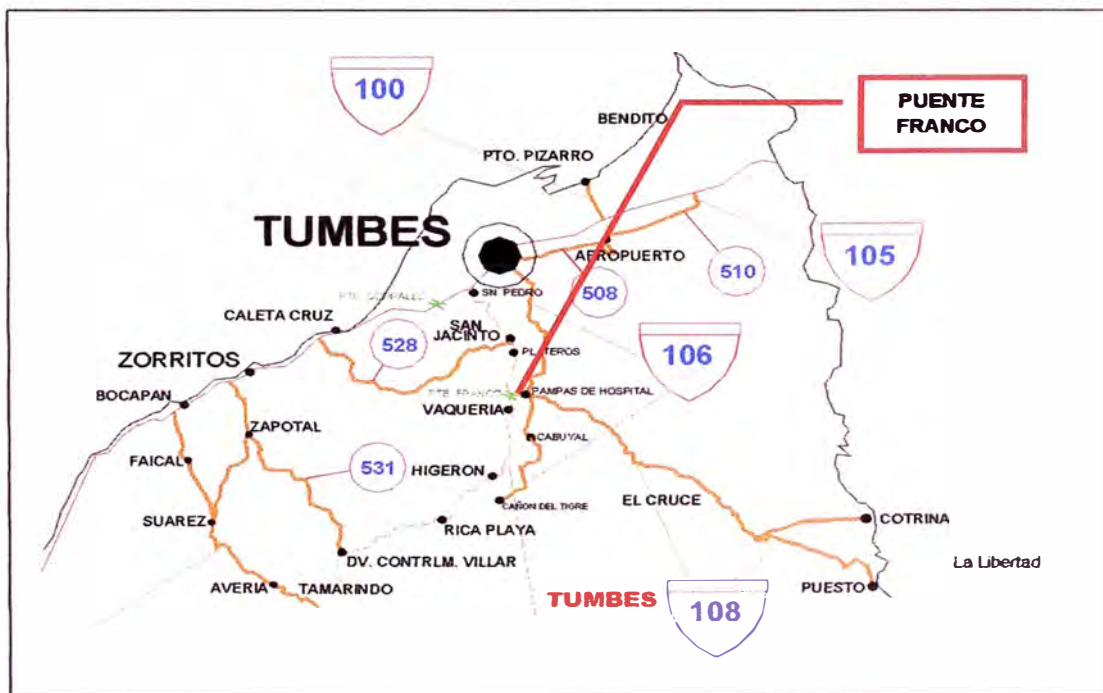 100
PUENTE
FRANCO
BENDITO
PTO. PIZARRO
TUMBES
AEROPUERTO
105
510
508
SN. PEDRO
CALETA CRUZ
SAN
JACINTO
528
106
PLATEROS
ZORRITOS
PTE. FRANCO
PAMPAS DE HOSPITAL
BOCAPAN
VAQUERIA
ZAPOTAL
CABUYAL
FAICAL
531
HIGERON
CAÑON DEL TIGRE
EL CRUCE
SUAREZ
RICA PLAYA
COTRINA
DV. CONTRLM. VILLAR
La Libertad
AVERIA
TAMARINDO
TUMBES
108
PUESTO